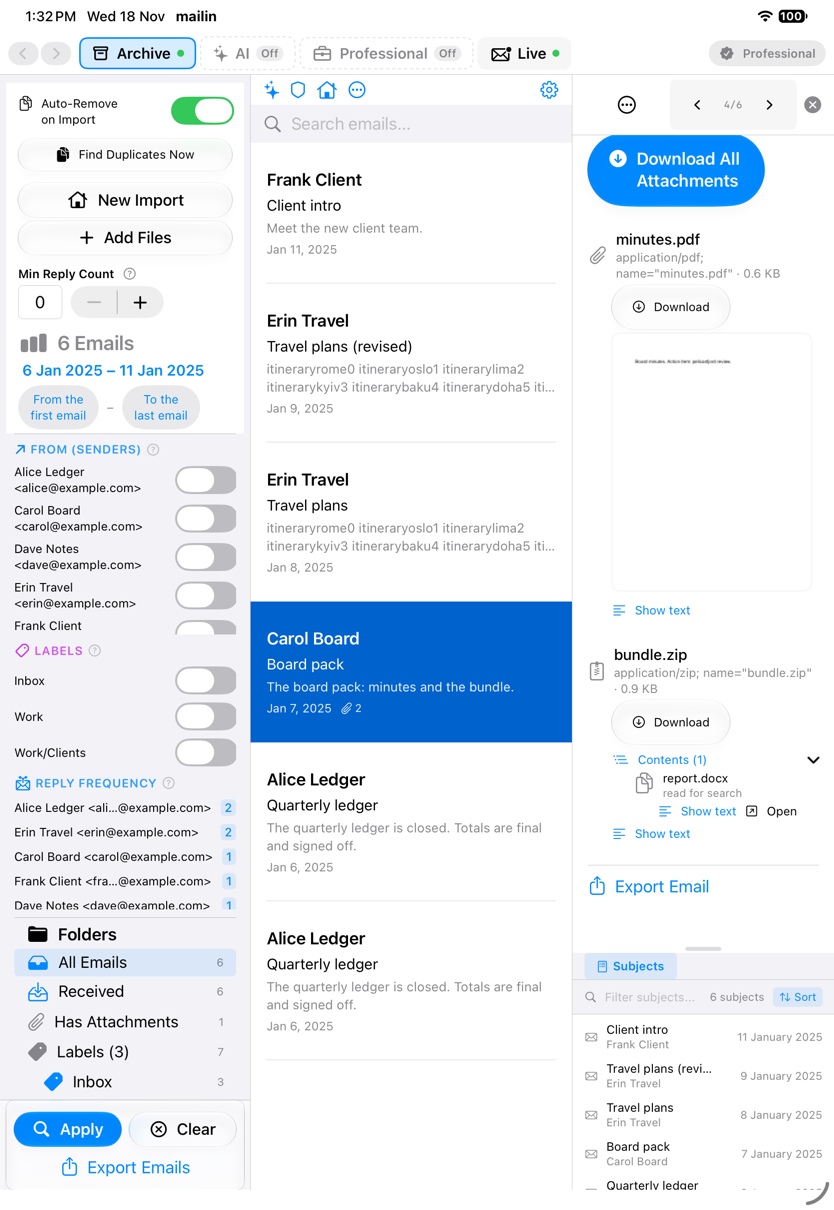 1:32 PM Wed 18 Nov mailin
100
Archive
AI Off
Professional Off
Live
Professional
Auto-Remove
on Import
Find Duplicates Now
New Import
Add Files
Min Reply Count ?
0 − +
6 Emails
6 Jan 2025 – 11 Jan 2025
From the
first email
–
To the
last email
FROM (SENDERS) ?
Alice Ledger
<alice@example.com>
Carol Board
<carol@example.com>
Dave Notes
<dave@example.com>
Erin Travel
<erin@example.com>
Frank Client
LABELS ?
Inbox
Work
Work/Clients
REPLY FREQUENCY ?
Alice Ledger <ali...@example.com> 2
Erin Travel <erin@example.com> 2
Carol Board <carol@example.com> 1
Frank Client <fra...@example.com> 1
Dave Notes <dave@example.com> 1
Folders
All Emails 6
Received 6
Has Attachments 1
Labels (3) 7
Inbox 3
Apply
Clear
Export Emails
Search emails...
Frank Client
Client intro
Meet the new client team.
Jan 11, 2025
Erin Travel
Travel plans (revised)
itineraryrome0 itineraryoslo1 itinerarylima2
itinerarykyiv3 itinerarybaku4 itinerarydoha5 iti...
Jan 9, 2025
Erin Travel
Travel plans
itineraryrome0 itineraryoslo1 itinerarylima2
itinerarykyiv3 itinerarybaku4 itinerarydoha5 iti...
Jan 8, 2025
Carol Board
Board pack
The board pack: minutes and the bundle.
Jan 7, 2025 2
Alice Ledger
Quarterly ledger
The quarterly ledger is closed. Totals are final
and signed off.
Jan 6, 2025
Alice Ledger
Quarterly ledger
The quarterly ledger is closed. Totals are final
and signed off.
Jan 6, 2025
4/6
Download All
Attachments
minutes.pdf
application/pdf;
name="minutes.pdf" · 0.6 KB
Download
Board minutes. Action item: review.
Show text
bundle.zip
application/zip; name="bundle.zip"
· 0.9 KB
Download
Contents (1)
report.docx
read for search
Show text Open
Show text
Export Email
Subjects
Filter subjects... 6 subjects Sort
Client intro
Frank Client
11 January 2025
Travel plans (revi...
Erin Travel
9 January 2025
Travel plans
Erin Travel
8 January 2025
Board pack
Carol Board
7 January 2025
Quarterly ledger